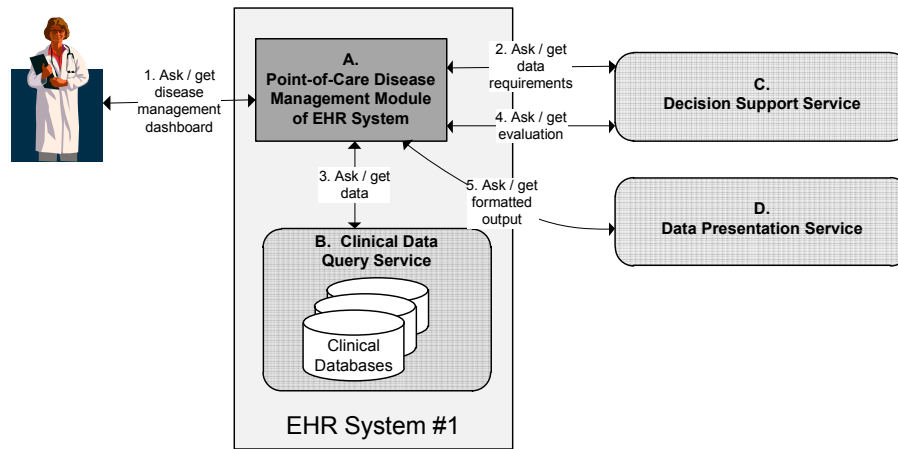 1. Ask / get
disease
management
dashboard
A.
Point-of-Care Disease
Management Module
of EHR System
2. Ask / get
data
requirements
C.
Decision Support Service
4. Ask / get
evaluation
3. Ask / get
data
5. Ask / get
formatted
output
D.
Data Presentation Service
B. Clinical Data
Query Service
Clinical
Databases
EHR System #1